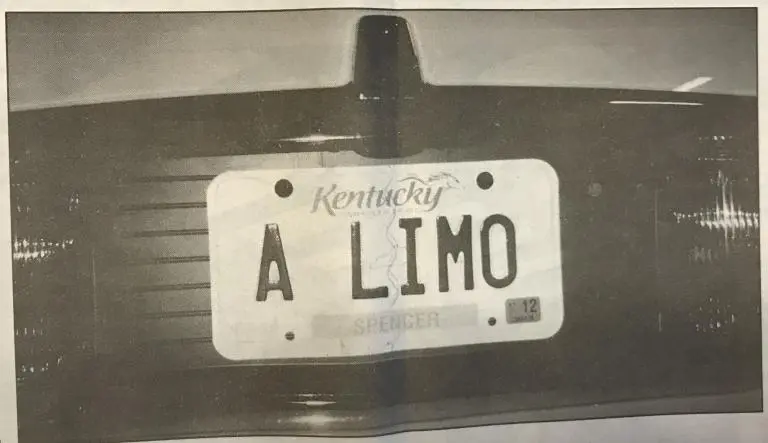 Kentucky
A LIMO
12
SPENCER